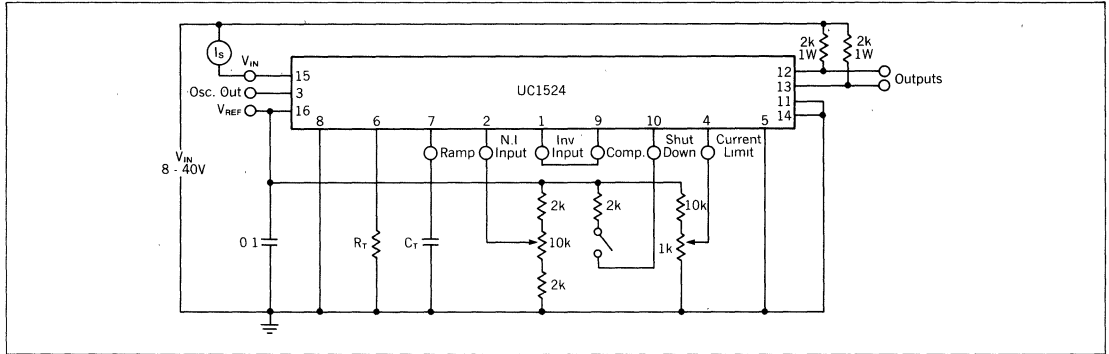 2k 2k
1W 1W
IS
VIN
15
12
Outputs
Osc. Out
3
UC1524
13
VREF
16
11
14
8 6 7 2 1 9 10 4 5
Ramp
N.I Input
Inv Input
Comp.
Shut Down
Current Limit
VIN
8 - 40V
2k
2k
10k
0 1
RT
CT
10k
1k
2k